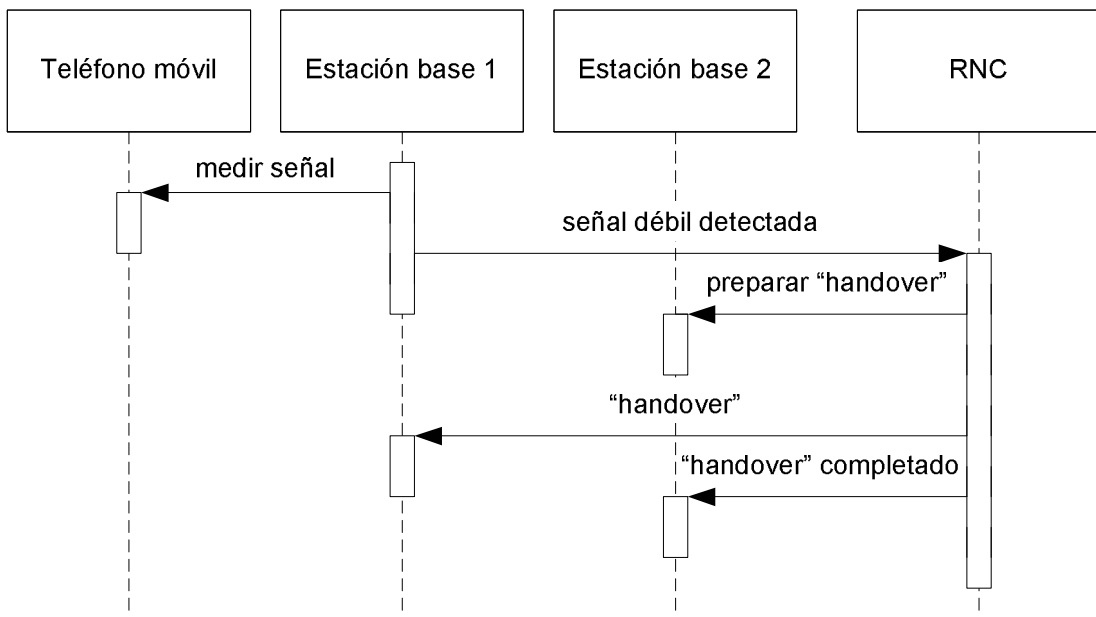 Teléfono móvil
Estación base 1
Estación base 2
RNC
medir señal
señal débil detectada
preparar “handover”
“handover”
“handover” completado